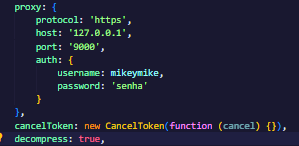 proxy: {
protocol: 'https',
host: '127.0.0.1',
port: '9000',
auth: {
username: mikeymike,
password: 'senha'
}
},
cancelToken: new CancelToken(function (cancel) {}),
decompress: true,